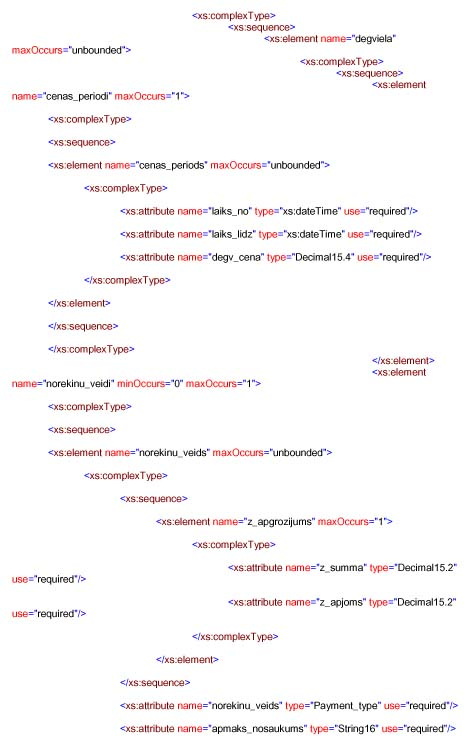 <xs:complexType>
<xs:sequence>
<xs:element name="degviela"
maxOccurs="unbounded">
<xs:complexType>
<xs:sequence>
<xs:element
name="cenas_periodi" maxOccurs="1">
<xs:complexType>
<xs:sequence>
<xs:element name="cenas_periods" maxOccurs="unbounded">
<xs:complexType>
<xs:attribute name="laiks_no" type="xs:dateTime" use="required"/>
<xs:attribute name="laiks_lidz" type="xs:dateTime" use="required"/>
<xs:attribute name="degv_cena" type="Decimal15.4" use="required"/>
</xs:complexType>
</xs:element>
</xs:sequence>
</xs:complexType>
</xs:element>
<xs:element
name="norekinu_veidi" minOccurs="0" maxOccurs="1">
<xs:complexType>
<xs:sequence>
<xs:element name="norekinu_veids" maxOccurs="unbounded">
<xs:complexType>
<xs:sequence>
<xs:element name="z_apgrozijums" maxOccurs="1">
<xs:complexType>
<xs:attribute name="z_summa" type="Decimal15.2"
use="required"/>
<xs:attribute name="z_apjoms" type="Decimal15.2"
use="required"/>
</xs:complexType>
</xs:element>
</xs:sequence>
<xs:attribute name="norekinu_veids" type="Payment_type" use="required"/>
<xs:attribute name="apmaks_nosaukums" type="String16" use="required"/>